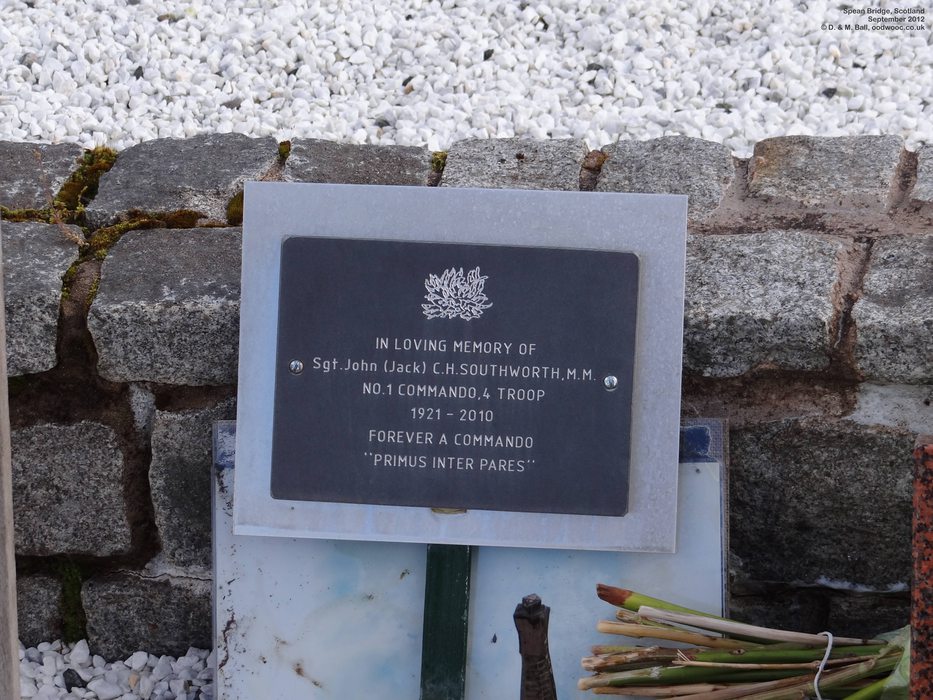 Spean Bridge, Scotland
September 2012
© D. & M. Ball, oodwooc.co.uk
IN LOVING MEMORY OF
Sgt.John (Jack) C.H.SOUTHWORTH,M.M.
NO.1 COMMANDO,4 TROOP
1921 - 2010
FOREVER A COMMANDO
"PRIMUS INTER PARES"